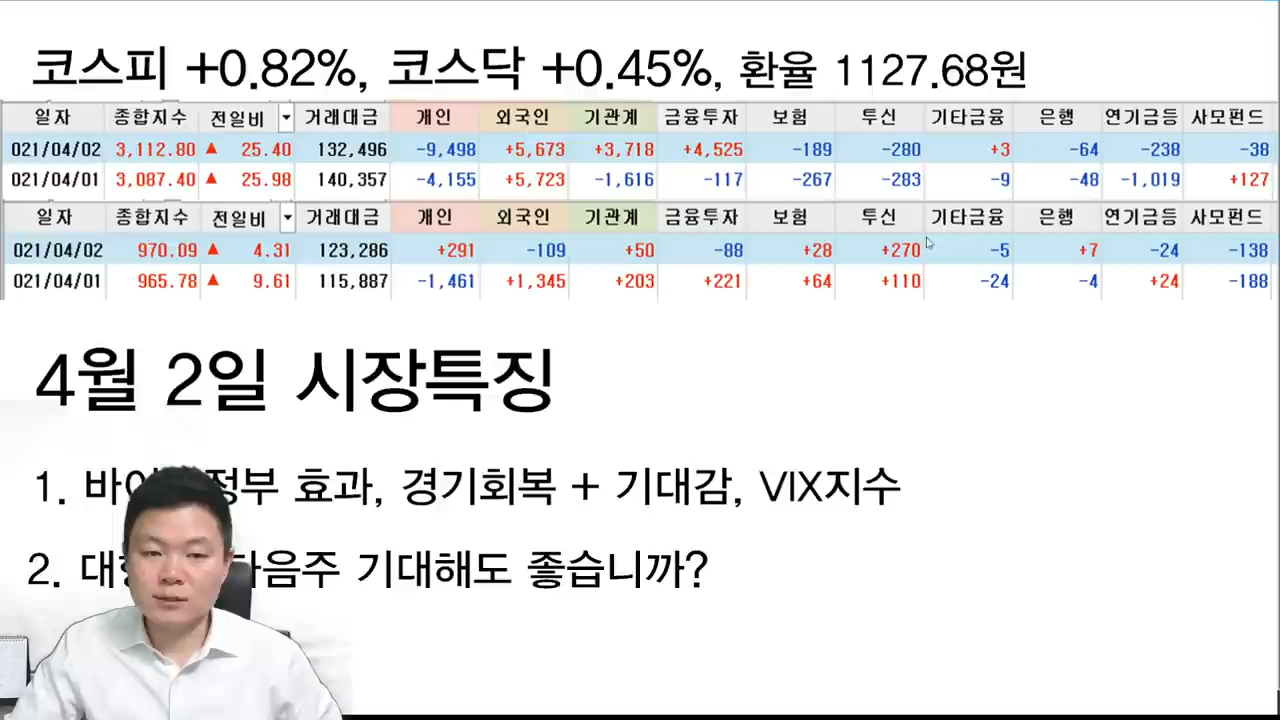 코스피 +0.82%, 코스닥 +0.45%, 환율 1127.68원
일자 종합지수 전일비 거래대금 개인 외국인 기관계 금융투자 보험 투신 기타금융 은행 연기금등 사모펀드
021/04/02 3,112.80 ▲ 25.40 132,496 -9,498 +5,673 +3,718 +4,525 -189 -280 +3 -64 -238 -38
021/04/01 3,087.40 ▲ 25.98 140,357 -4,155 +5,723 -1,616 -117 -267 -283 -9 -48 -1,019 +127
일자 종합지수 전일비 거래대금 개인 외국인 기관계 금융투자 보험 투신 기타금융 은행 연기금등 사모펀드
021/04/02 970.09 ▲ 4.31 123,286 +291 -109 +50 -88 +28 +270 -5 +7 -24 -138
021/04/01 965.78 ▲ 9.61 115,887 -1,461 +1,345 +203 +221 +64 +110 -24 -4 +24 -188
4월 2일 시장특징
1. 정부 효과, 경기회복 + 기대감, VIX지수
2. 기대해도 좋습니까?